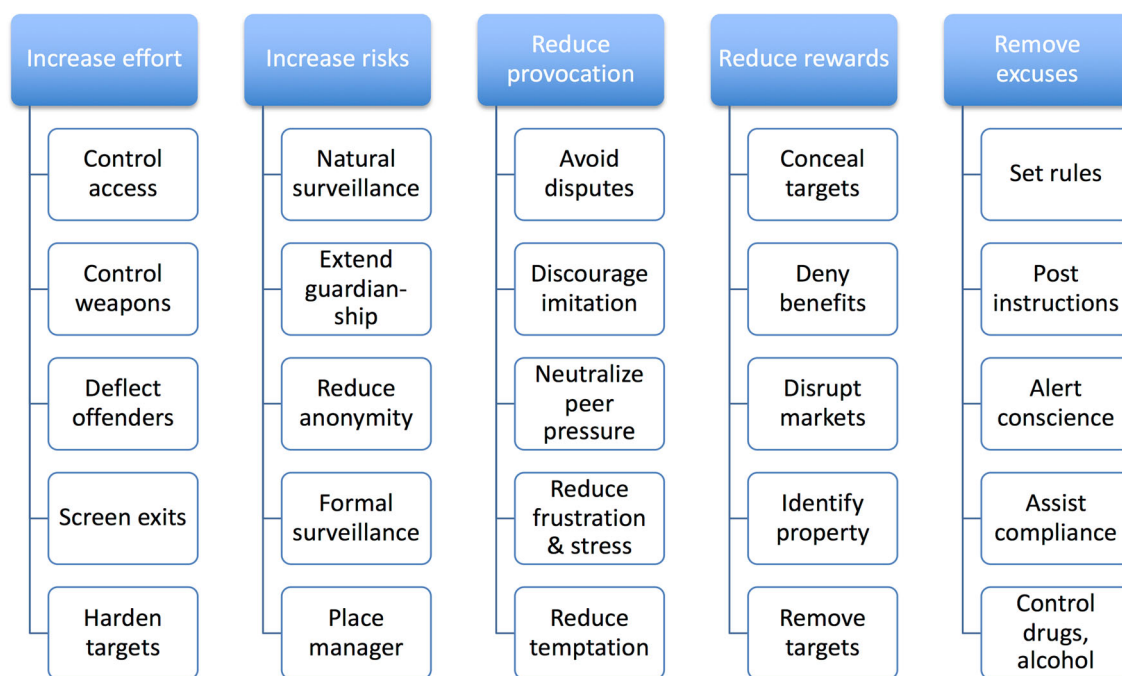 Increase effort
Control
access
Control
weapons
Deflect
offenders
Screen exits
Harden
targets
Increase risks
Natural
surveillance
Extend
guardian-
ship
Reduce
anonymity
Formal
surveillance
Place
manager
Reduce
provocation
Avoid
disputes
Discourage
imitation
Neutralize
peer
pressure
Reduce
frustration
& stress
Reduce
temptation
Reduce rewards
Conceal
targets
Deny
benefits
Disrupt
markets
Identify
property
Remove
targets
Remove
excuses
Set rules
Post
instructions
Alert
conscience
Assist
compliance
Control
drugs,
alcohol